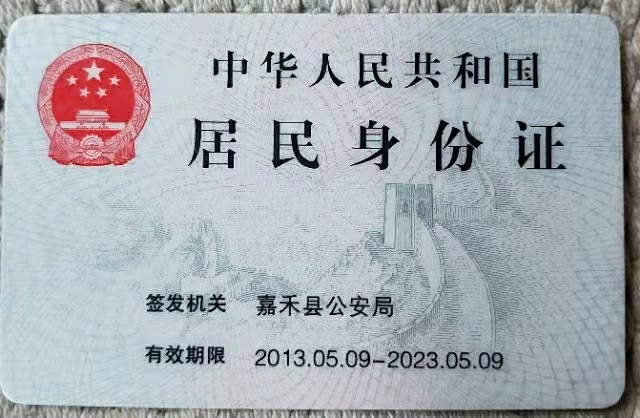 中华人民共和国
居民身份证
签发机关 嘉禾县公安局
有效期限 2013.05.09-2023.05.09